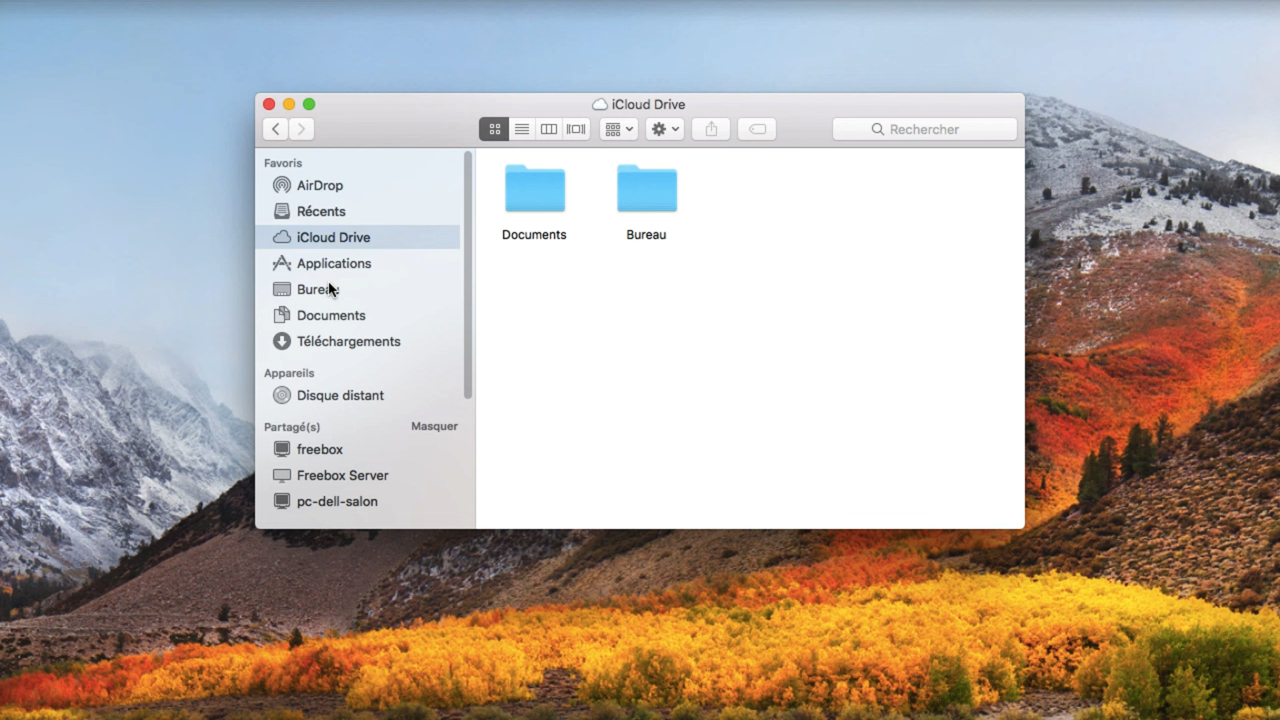 iCloud Drive
Rechercher
Favoris
AirDrop
Récents
iCloud Drive
Applications
Documents
Téléchargements
Appareils
Disque distant
Partagé(s) Masquer
freebox
Freebox Server
pc-dell-salon
Documents
Bureau